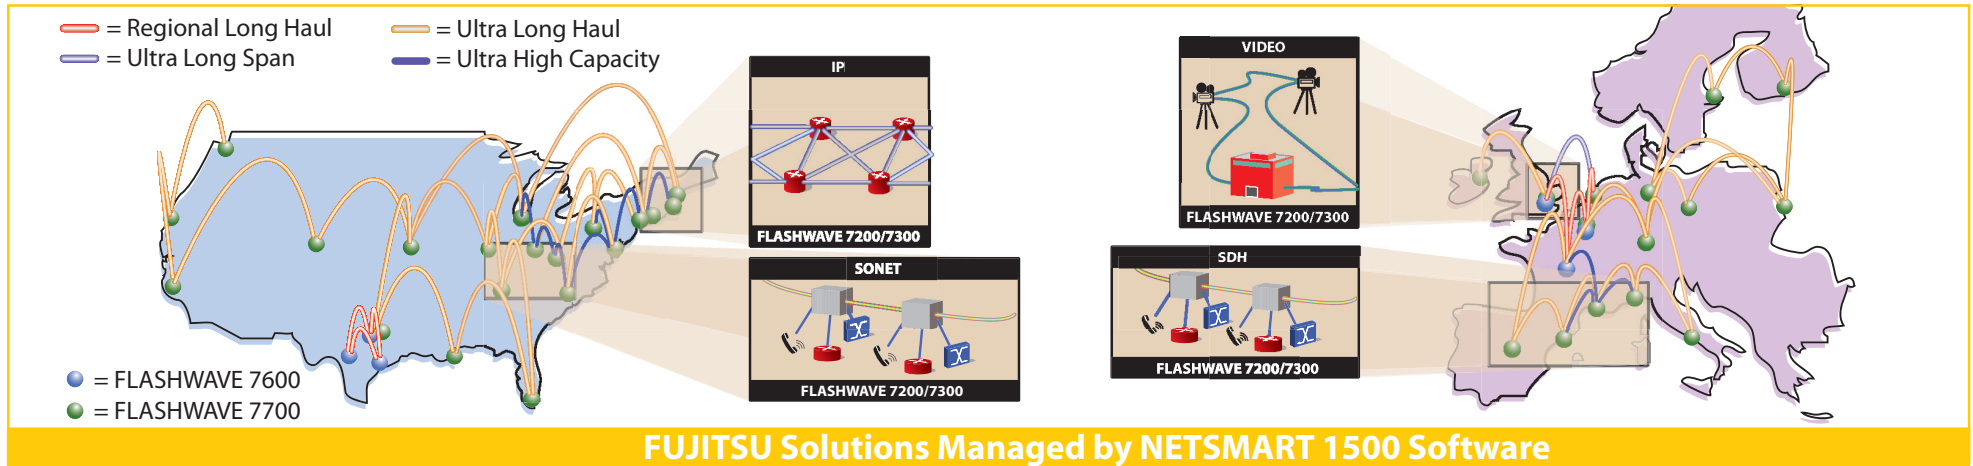 = Regional Long Haul
= Ultra Long Haul
= Ultra Long Span
= Ultra High Capacity
IP
FLASHWAVE 7200/7300
SONET
FLASHWAVE 7200/7300
= FLASHWAVE 7600
= FLASHWAVE 7700
VIDEO
FLASHWAVE 7200/7300
SDH
FLASHWAVE 7200/7300
FUJITSU Solutions Managed by NETSMART 1500 Software